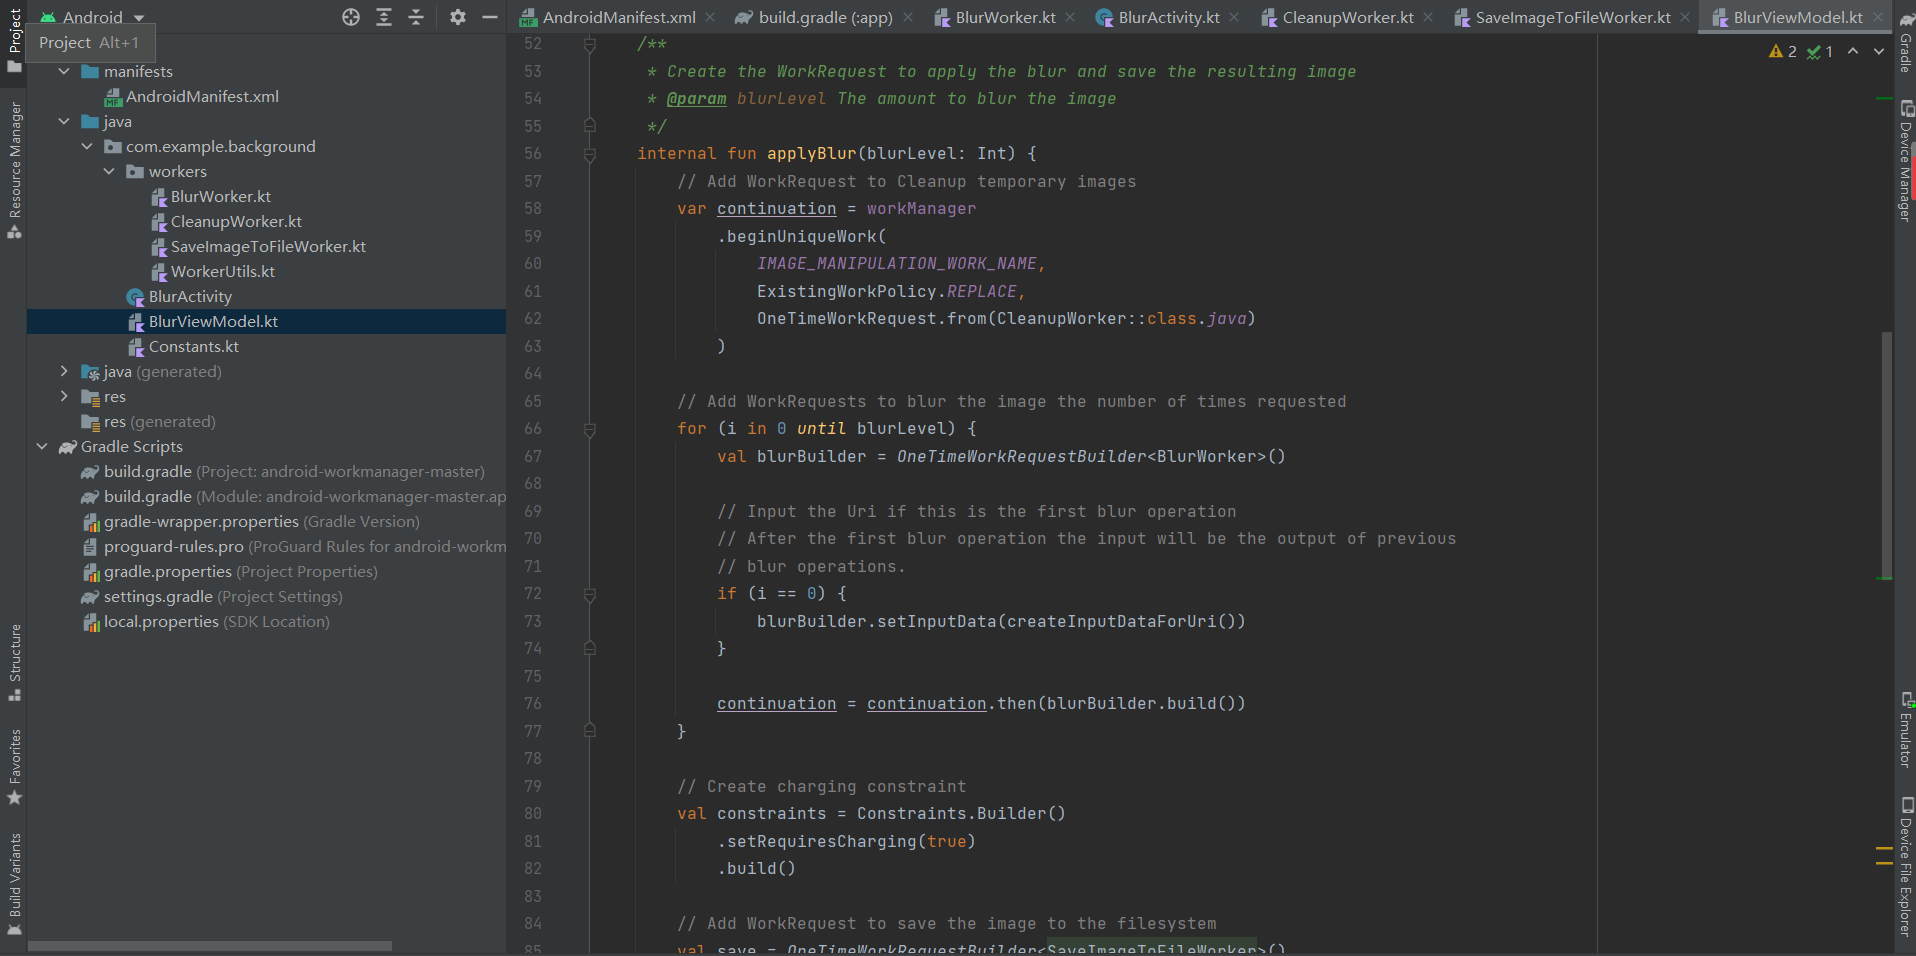 Android
AndroidManifest.xml
build.gradle (:app)
BlurWorker.kt
BlurActivity.kt
CleanupWorker.kt
SaveImageToFileWorker.kt
BlurViewModel.kt
Project Alt+1
Project
Resource Manager
Structure
Favorites
Build Variants
manifests
AndroidManifest.xml
java
com.example.background
workers
BlurWorker.kt
CleanupWorker.kt
SaveImageToFileWorker.kt
WorkerUtils.kt
BlurActivity
BlurViewModel.kt
Constants.kt
java (generated)
res
res (generated)
Gradle Scripts
build.gradle (Project: android-workmanager-master)
build.gradle (Module: android-workmanager-master.ap
gradle-wrapper.properties (Gradle Version)
proguard-rules.pro (ProGuard Rules for android-workm
gradle.properties (Project Properties)
settings.gradle (Project Settings)
local.properties (SDK Location)
52 /**
53 * Create the WorkRequest to apply the blur and save the resulting image
54 * @param blurLevel The amount to blur the image
55 */
56 internal fun applyBlur(blurLevel: Int) {
57 // Add WorkRequest to Cleanup temporary images
58 var continuation = workManager
59 .beginUniqueWork(
60 IMAGE_MANIPULATION_WORK_NAME,
61 ExistingWorkPolicy.REPLACE,
62 OneTimeWorkRequest.from(CleanupWorker::class.java)
63 )
64
65 // Add WorkRequests to blur the image the number of times requested
66 for (i in 0 until blurLevel) {
67 val blurBuilder = OneTimeWorkRequestBuilder<BlurWorker>()
68
69 // Input the Uri if this is the first blur operation
70 // After the first blur operation the input will be the output of previous
71 // blur operations.
72 if (i == 0) {
73 blurBuilder.setInputData(createInputDataForUri())
74 }
75
76 continuation = continuation.then(blurBuilder.build())
77 }
78
79 // Create charging constraint
80 val constraints = Constraints.Builder()
81 .setRequiresCharging(true)
82 .build()
83
84 // Add WorkRequest to save the image to the filesystem
85 val save = OneTimeWorkRequestBuilder<SaveImageToFileWorker>()
2 1
Gradle
Device Manager
Emulator
Device File Explorer